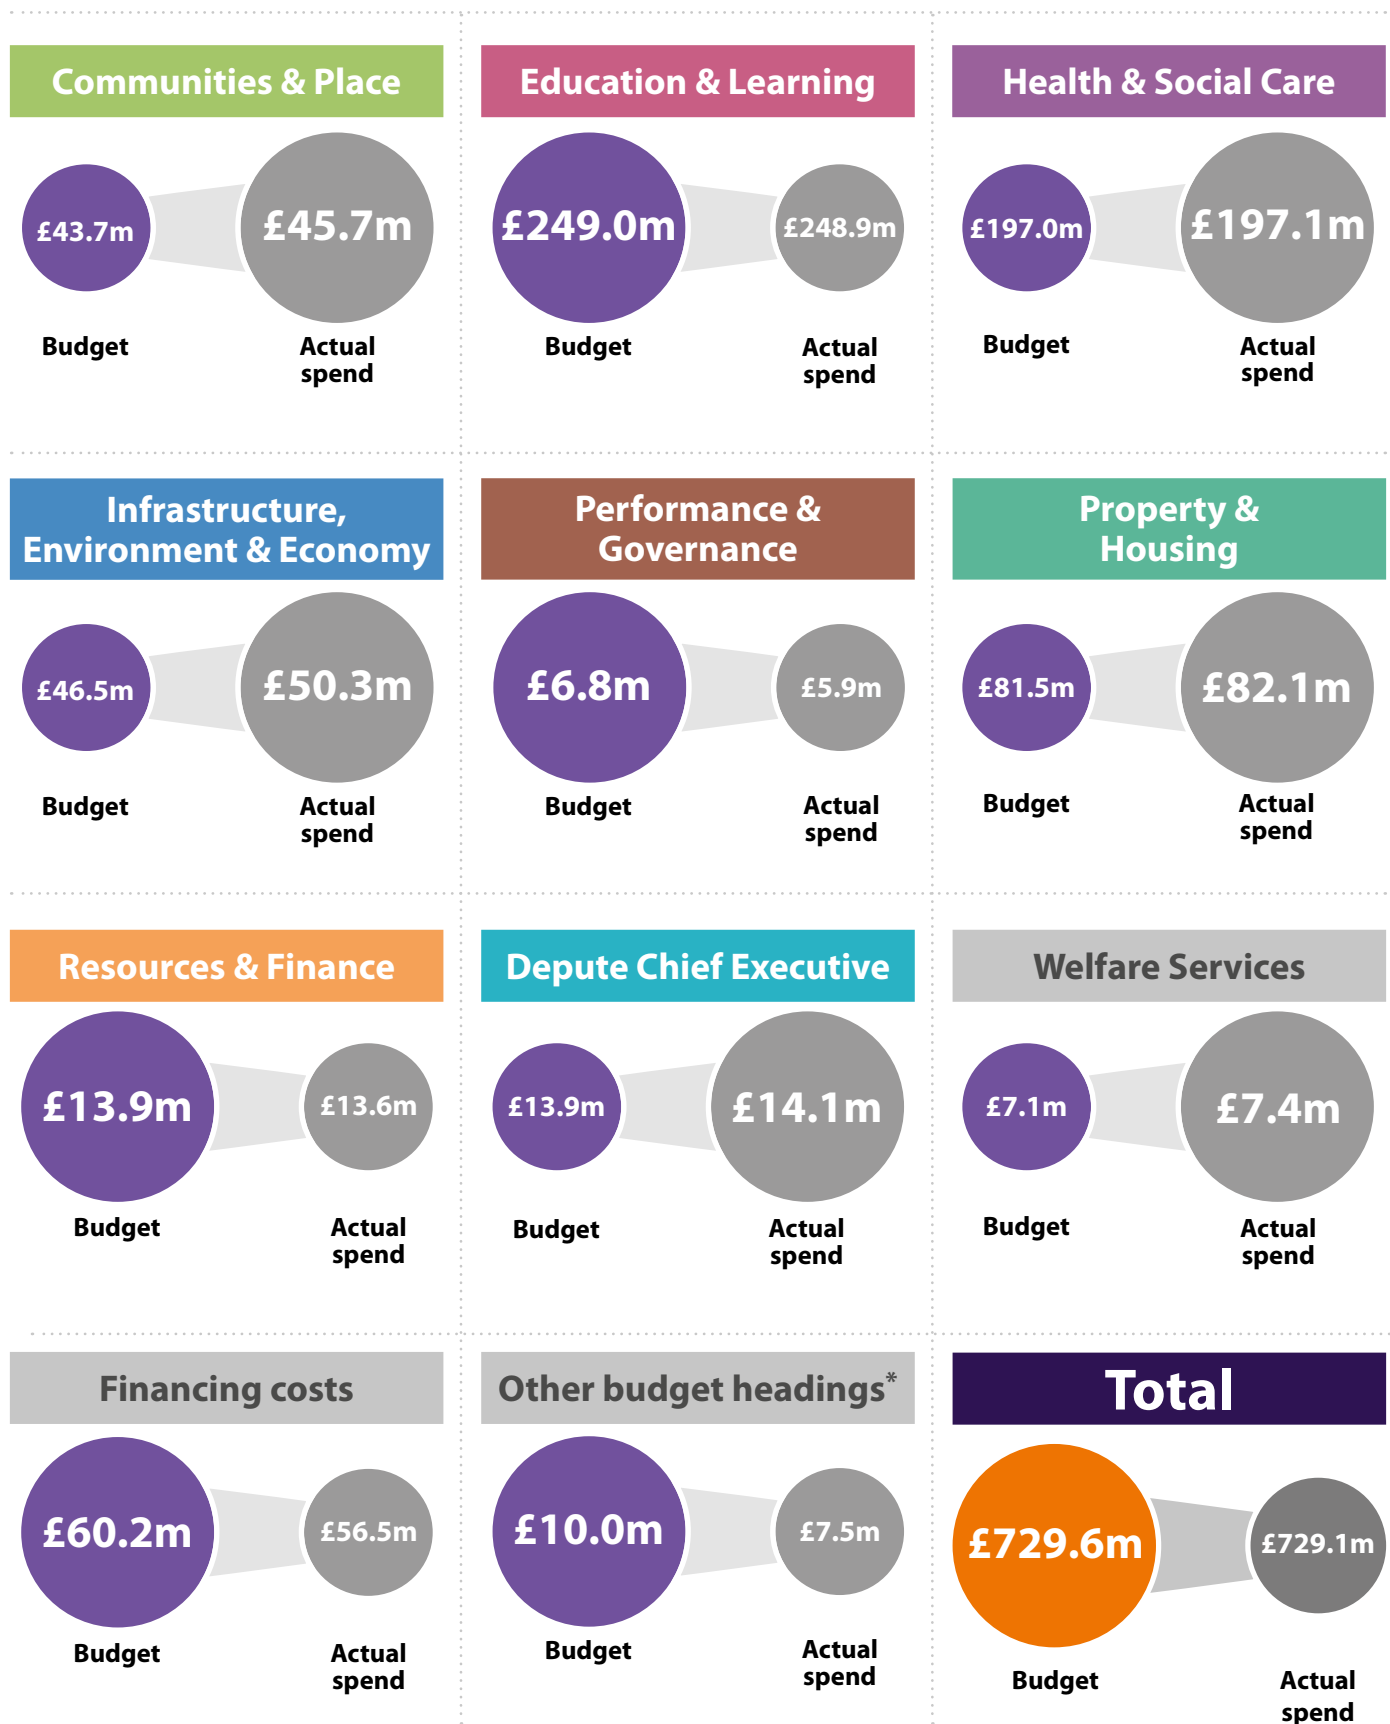 Communities & Place
£43.7m
£45.7m
Budget
Actual
spend
Education & Learning
£249.0m
£248.9m
Budget
Actual
spend
Health & Social Care
£197.0m
£197.1m
Budget
Actual
spend
Infrastructure,
Environment & Economy
£46.5m
£50.3m
Budget
Actual
spend
Performance &
Governance
£6.8m
£5.9m
Budget
Actual
spend
Property &
Housing
£81.5m
£82.1m
Budget
Actual
spend
Resources & Finance
£13.9m
£13.6m
Budget
Actual
spend
Depute Chief Executive
£13.9m
£14.1m
Budget
Actual
spend
Welfare Services
£7.1m
£7.4m
Budget
Actual
spend
Financing costs
£60.2m
£56.5m
Budget
Actual
spend
Other budget headings*
£10.0m
£7.5m
Budget
Actual
spend
Total
£729.6m
£729.1m
Budget
Actual
spend